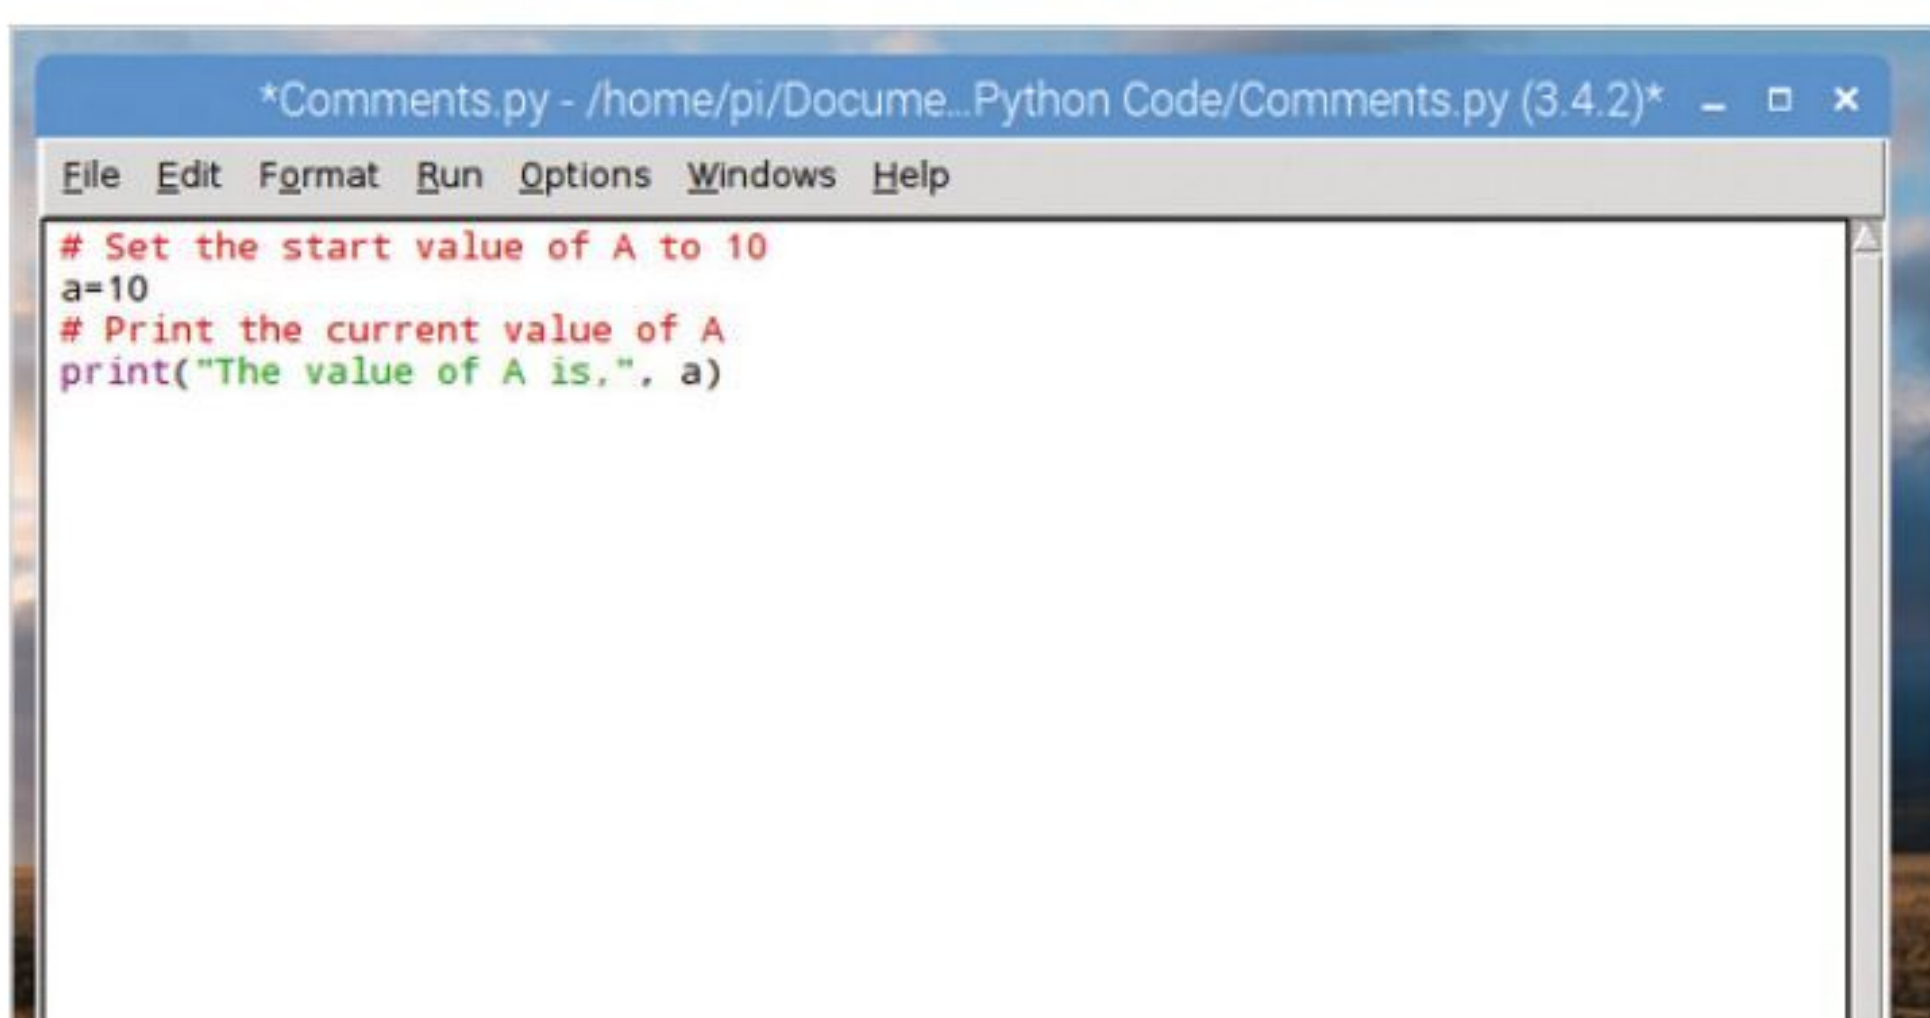 *Comments.py - /home/pi/Docume...Python Code/Comments.py (3.4.2)*
File Edit Format Run Options Windows Help
# Set the start value of A to 10
a=10
# Print the current value of A
print("The value of A is,", a)